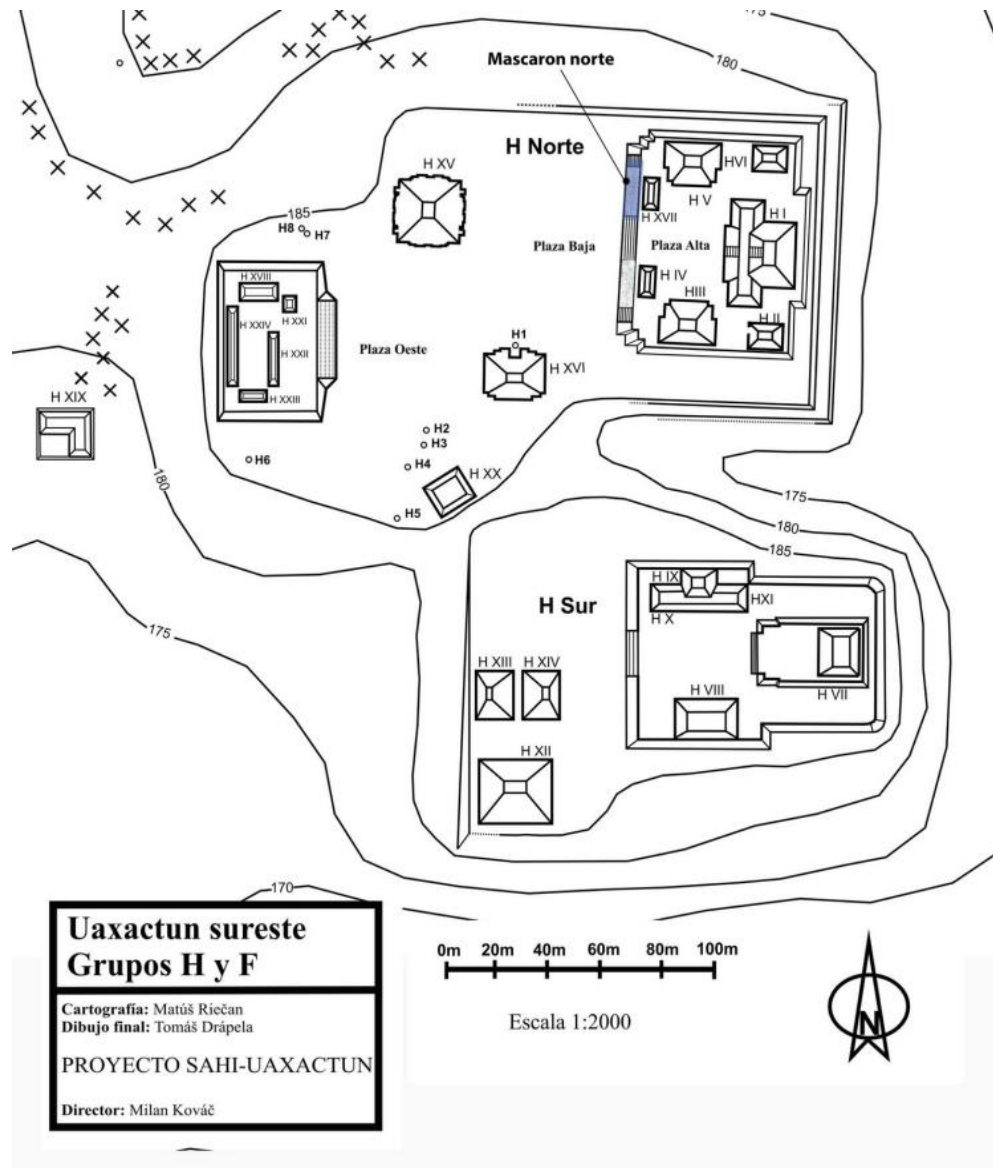 175
180
Mascaron norte
H Norte
H XV
HVI
H V
H XVII
H I
185
H8
H7
Plaza Baja
Plaza Alta
H IV
HIII
H II
H XVIII
H XXI
H XXIV
H XXII
H XXIII
Plaza Oeste
H1
H XVI
H XIX
H2
H3
H4
H6
H XX
H5
180
175
180
185
H IX
HXI
H X
H Sur
175
H XIII
H XIV
H VII
H VIII
H XII
170
Uaxactun sureste
Grupos H y F
Cartografía: Matúš Riečan
Dibujo final: Tomáš Drápela
PROYECTO SAHI-UAXACTUN
Director: Milan Kováč
0m 20m 40m 60m 80m 100m
Escala 1:2000
N